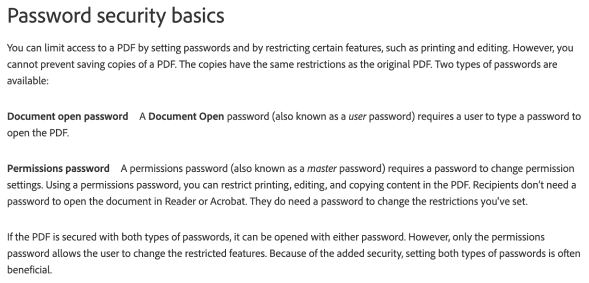 Password security basics
You can limit access to a PDF by setting passwords and by restricting certain features, such as printing and editing. However, you
cannot prevent saving copies of a PDF. The copies have the same restrictions as the original PDF. Two types of passwords are
available:
Document open password A Document Open password (also known as a user password) requires a user to type a password to
open the PDF.
Permissions password A permissions password (also known as a master password) requires a password to change permission
settings. Using a permissions password, you can restrict printing, editing, and copying content in the PDF. Recipients don't need a
password to open the document in Reader or Acrobat. They do need a password to change the restrictions you've set.
If the PDF is secured with both types of passwords, it can be opened with either password. However, only the permissions
password allows the user to change the restricted features. Because of the added security, setting both types of passwords is often
beneficial.